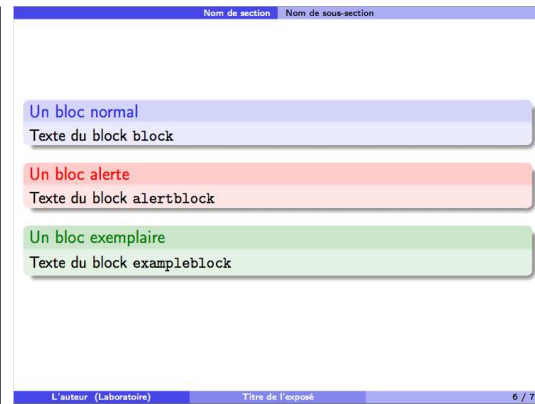 Nom de section Nom de sous-section
Un bloc normal
Texte du block block
Un bloc alerte
Texte du block alertblock
Un bloc exemplaire
Texte du block exampleblock
L'auteur (Laboratoire) Titre de l'exposé 6 / 7